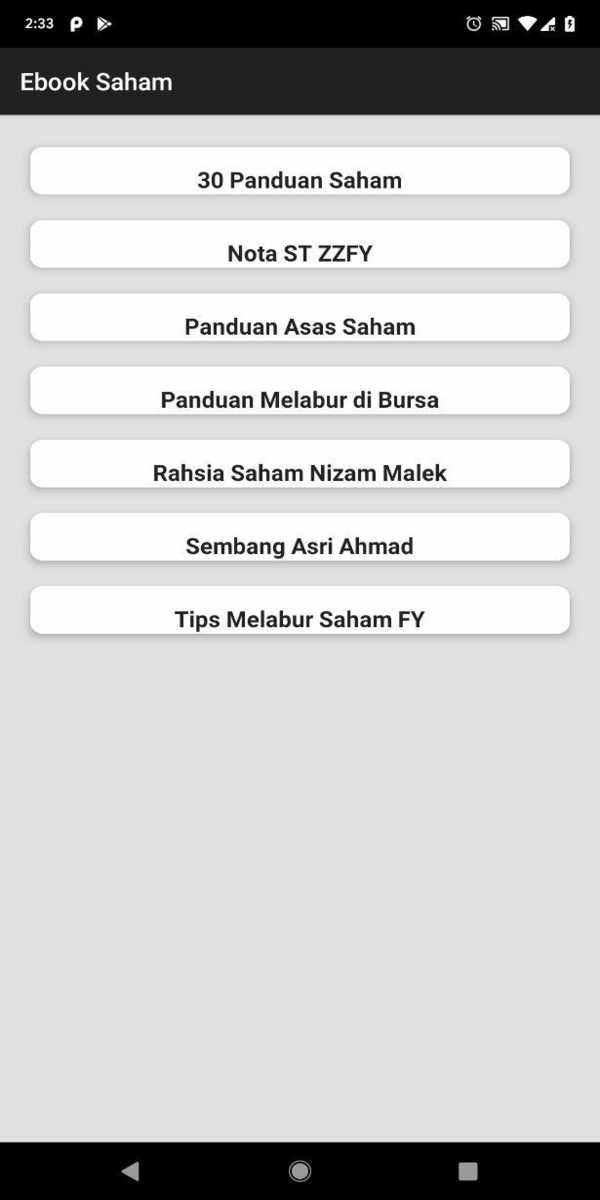 2:33
Ebook Saham
30 Panduan Saham
Nota ST ZZFY
Panduan Asas Saham
Panduan Melabur di Bursa
Rahsia Saham Nizam Malek
Sembang Asri Ahmad
Tips Melabur Saham FY